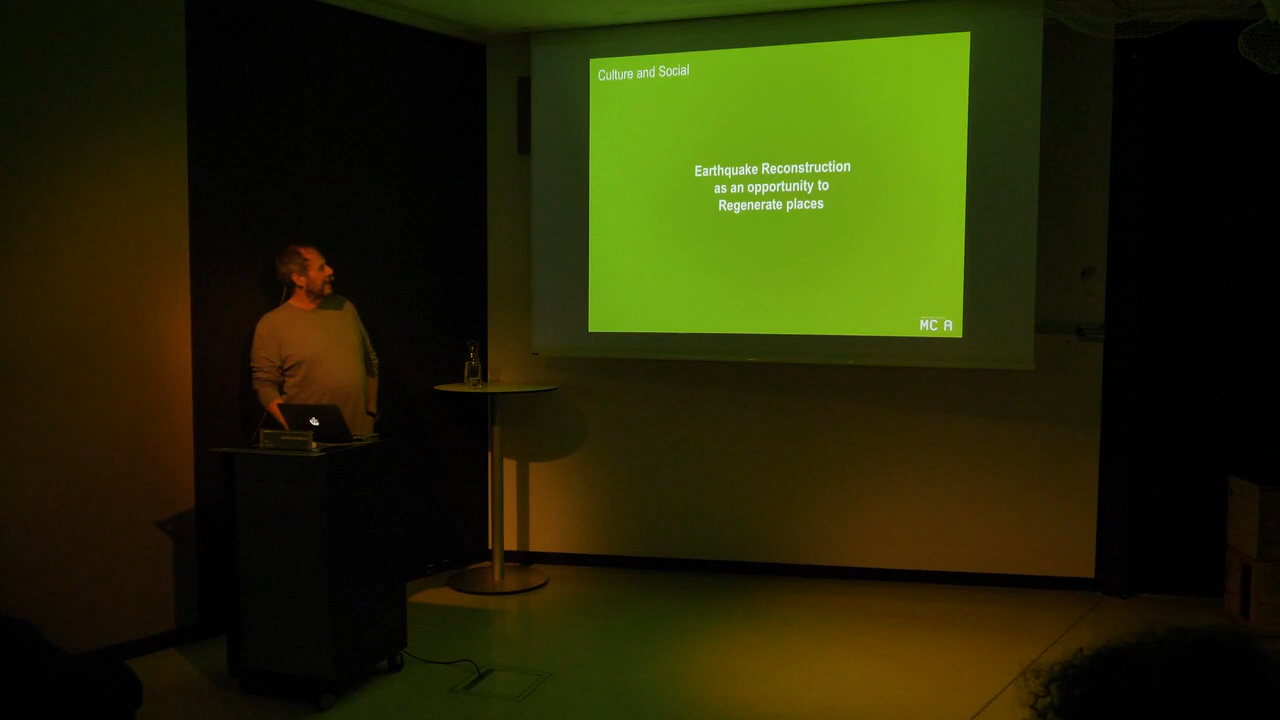 Culture and Social
Earthquake Reconstruction
as an opportunity to
Regenerate places
MC A